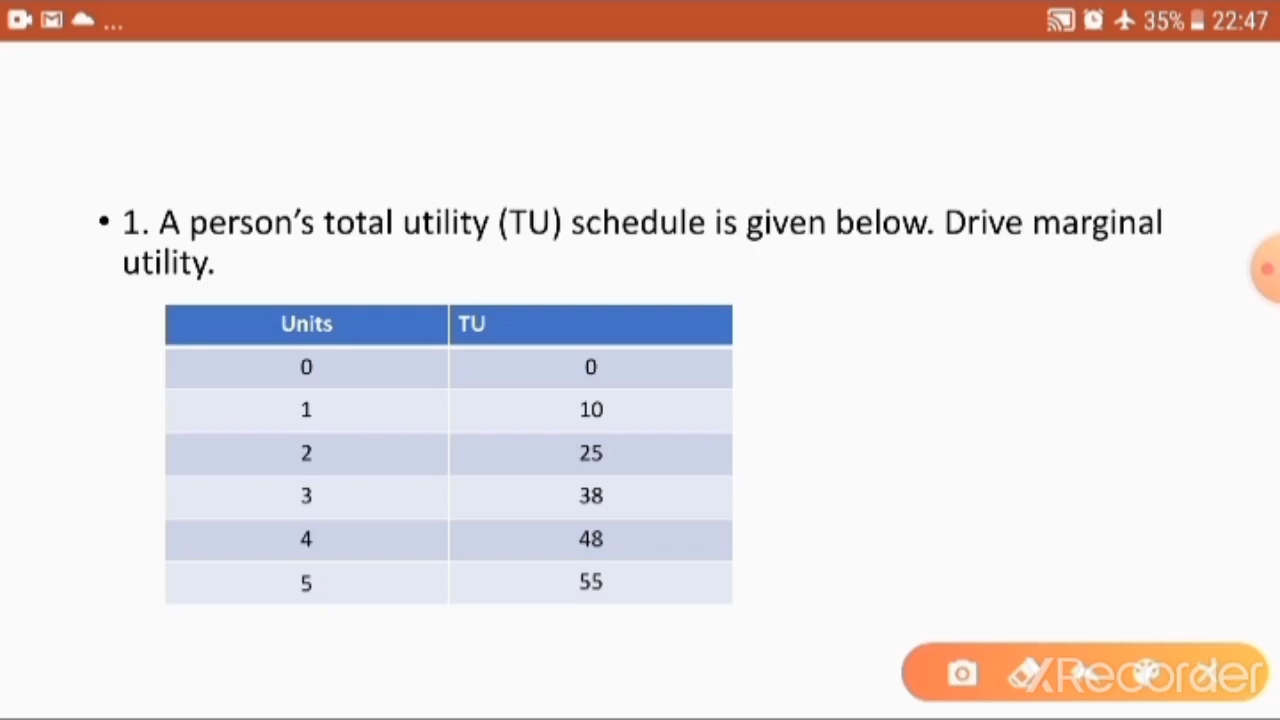 ... 35% 22:47
• 1. A person’s total utility (TU) schedule is given below. Drive marginal
utility.
Units TU
0 0
1 10
2 25
3 38
4 48
5 55
XRecorder